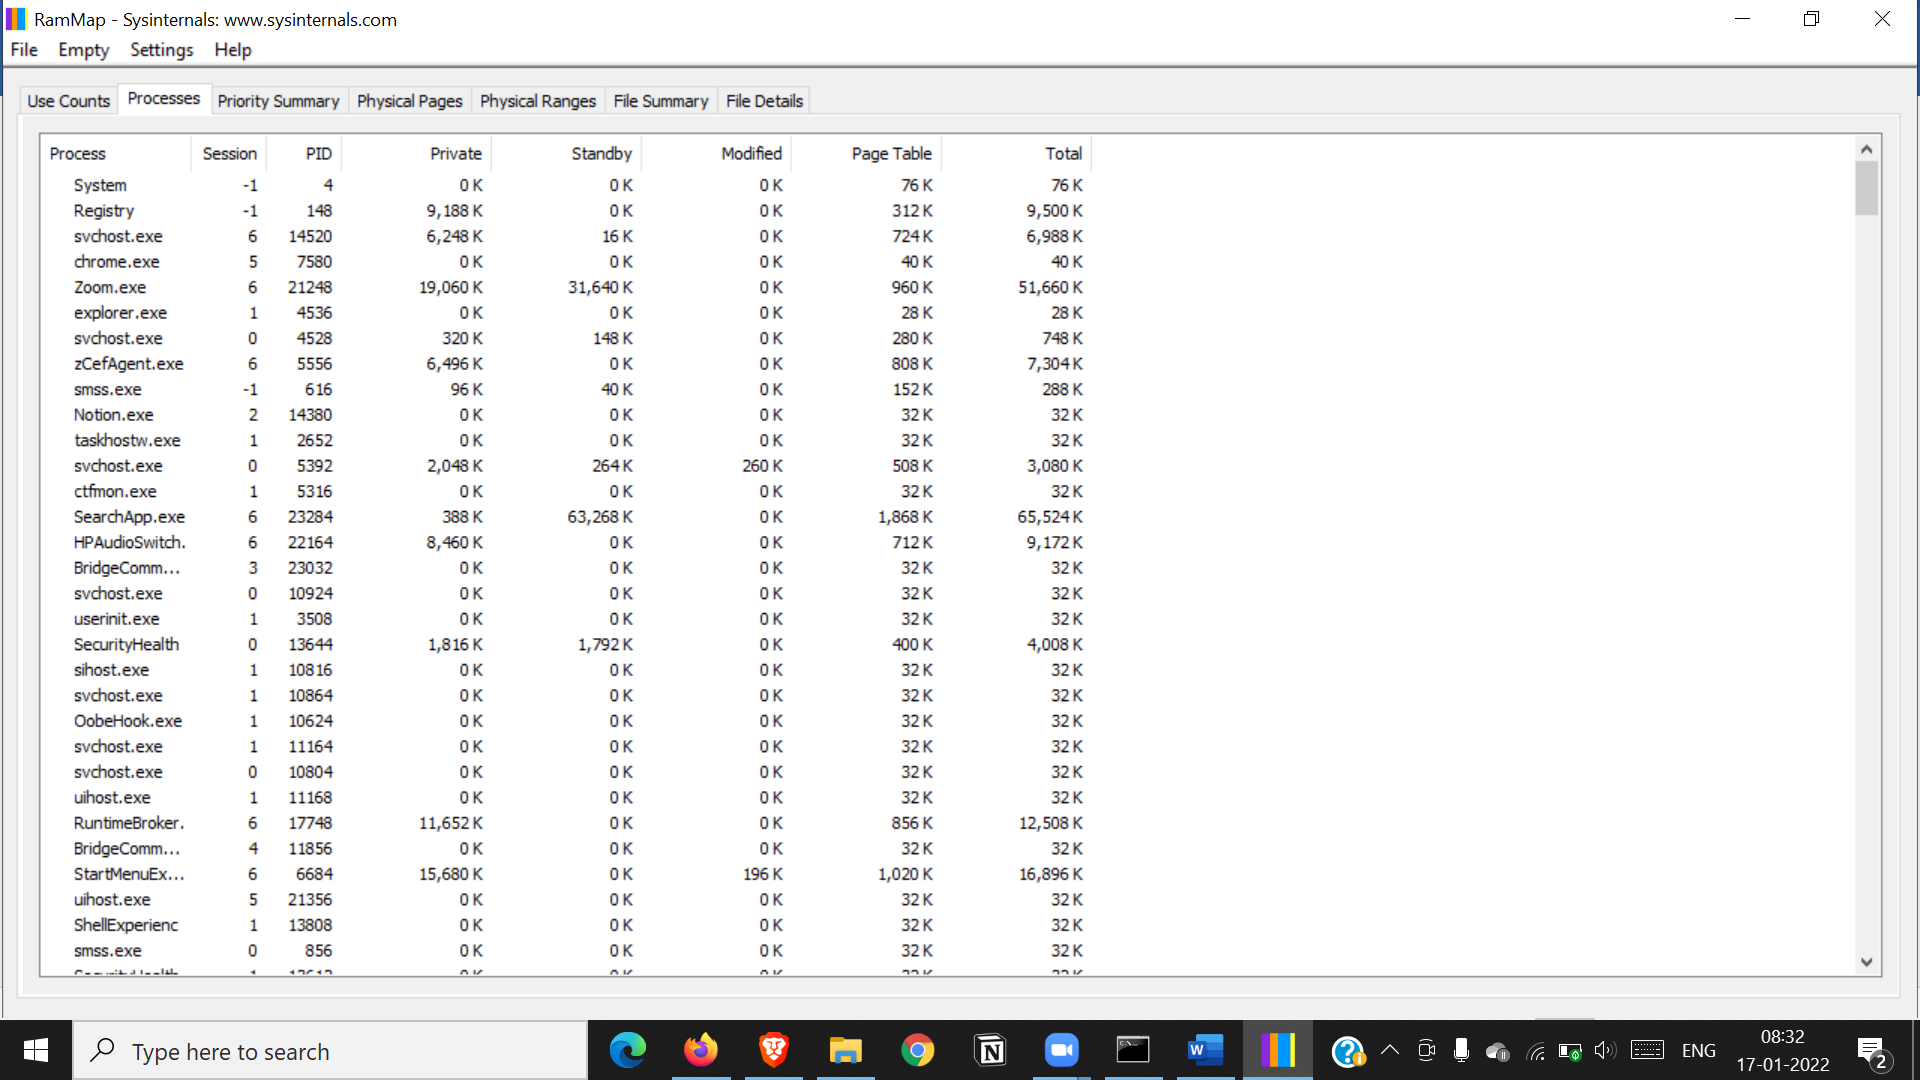 RamMap - Sysinternals: www.sysinternals.com
File Empty Settings Help
Use Counts Processes Priority Summary Physical Pages Physical Ranges File Summary File Details
Process Session PID Private Standby Modified Page Table Total
System -1 4 0 K 0 K 0 K 76 K 76 K
Registry -1 148 9,188 K 0 K 0 K 312 K 9,500 K
svchost.exe 6 14520 6,248 K 16 K 0 K 724 K 6,988 K
chrome.exe 5 7580 0 K 0 K 0 K 40 K 40 K
Zoom.exe 6 21248 19,060 K 31,640 K 0 K 960 K 51,660 K
explorer.exe 1 4536 0 K 0 K 0 K 28 K 28 K
svchost.exe 0 4528 320 K 148 K 0 K 280 K 748 K
zCefAgent.exe 6 5556 6,496 K 0 K 0 K 808 K 7,304 K
smss.exe -1 616 96 K 40 K 0 K 152 K 288 K
Notion.exe 2 14380 0 K 0 K 0 K 32 K 32 K
taskhostw.exe 1 2652 0 K 0 K 0 K 32 K 32 K
svchost.exe 0 5392 2,048 K 264 K 260 K 508 K 3,080 K
ctfmon.exe 1 5316 0 K 0 K 0 K 32 K 32 K
SearchApp.exe 6 23284 388 K 63,268 K 0 K 1,868 K 65,524 K
HPAudioSwitch. 6 22164 8,460 K 0 K 0 K 712 K 9,172 K
BridgeComm... 3 23032 0 K 0 K 0 K 32 K 32 K
svchost.exe 0 10924 0 K 0 K 0 K 32 K 32 K
userinit.exe 1 3508 0 K 0 K 0 K 32 K 32 K
SecurityHealth 0 13644 1,816 K 1,792 K 0 K 400 K 4,008 K
sihost.exe 1 10816 0 K 0 K 0 K 32 K 32 K
svchost.exe 1 10864 0 K 0 K 0 K 32 K 32 K
OobeHook.exe 1 10624 0 K 0 K 0 K 32 K 32 K
svchost.exe 1 11164 0 K 0 K 0 K 32 K 32 K
svchost.exe 0 10804 0 K 0 K 0 K 32 K 32 K
uihost.exe 1 11168 0 K 0 K 0 K 32 K 32 K
RuntimeBroker. 6 17748 11,652 K 0 K 0 K 856 K 12,508 K
BridgeComm... 4 11856 0 K 0 K 0 K 32 K 32 K
StartMenuEx... 6 6684 15,680 K 0 K 196 K 1,020 K 16,896 K
uihost.exe 5 21356 0 K 0 K 0 K 32 K 32 K
ShellExperienc 1 13808 0 K 0 K 0 K 32 K 32 K
smss.exe 0 856 0 K 0 K 0 K 32 K 32 K
Type here to search
ENG
08:32
17-01-2022
2